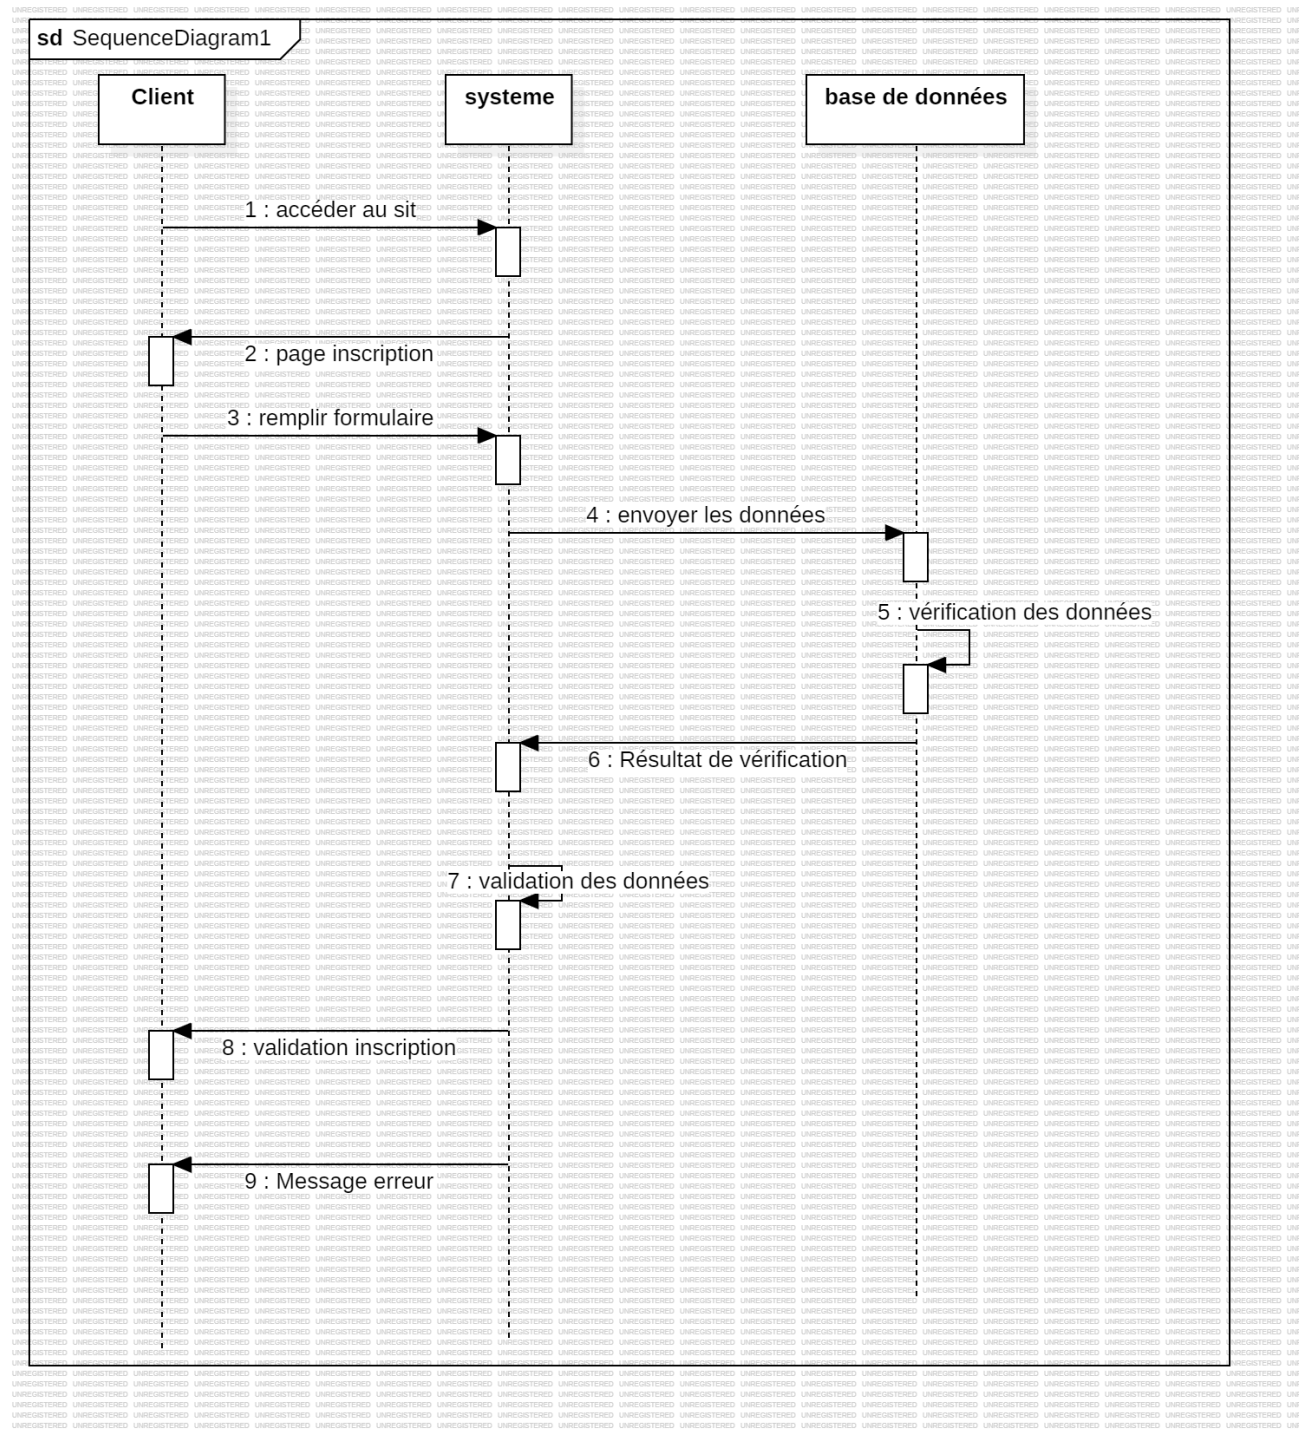 sd SequenceDiagram1
Client
systeme
base de données
1 : accéder au sit
2 : page inscription
3 : remplir formulaire
4 : envoyer les données
5 : vérification des données
6 : Résultat de vérification
7 : validation des données
8 : validation inscription
9 : Message erreur
UNREGISTERED